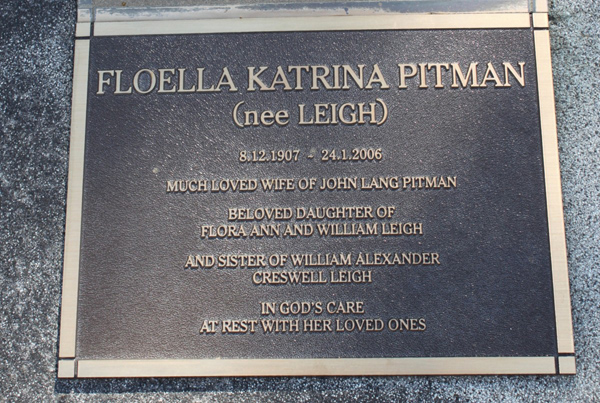 FLOELLA KATRINA PITMAN
(nee LEIGH)
8.12.1907 - 24.1.2006
MUCH LOVED WIFE OF JOHN LANG PITMAN
BELOVED DAUGHTER OF
FLORA ANN AND WILLIAM LEIGH
AND SISTER OF WILLIAM ALEXANDER
CRESWELL LEIGH
IN GOD'S CARE
AT REST WITH HER LOVED ONES